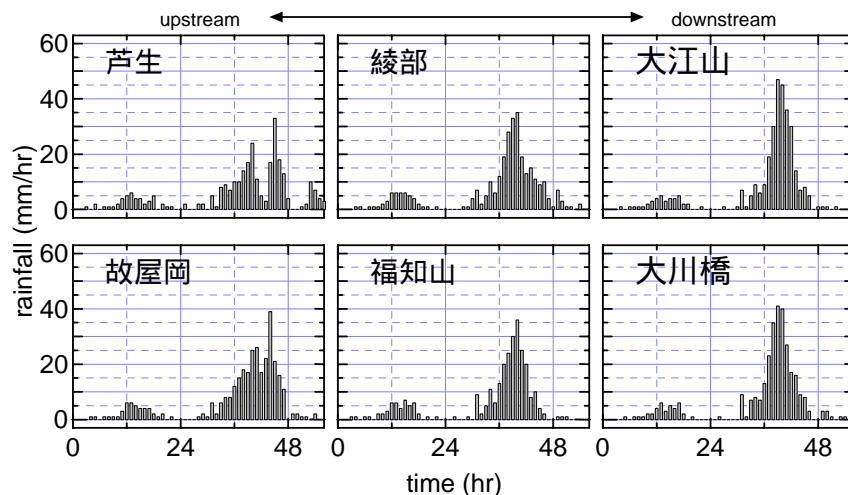 upstream downstream
60
40
20
0
rainfall (mm/hr)
芦生
綾部
大江山
60
40
20
0
故屋岡
福知山
大川橋
0 24 48 0 24 48 0 24 48
time (hr)